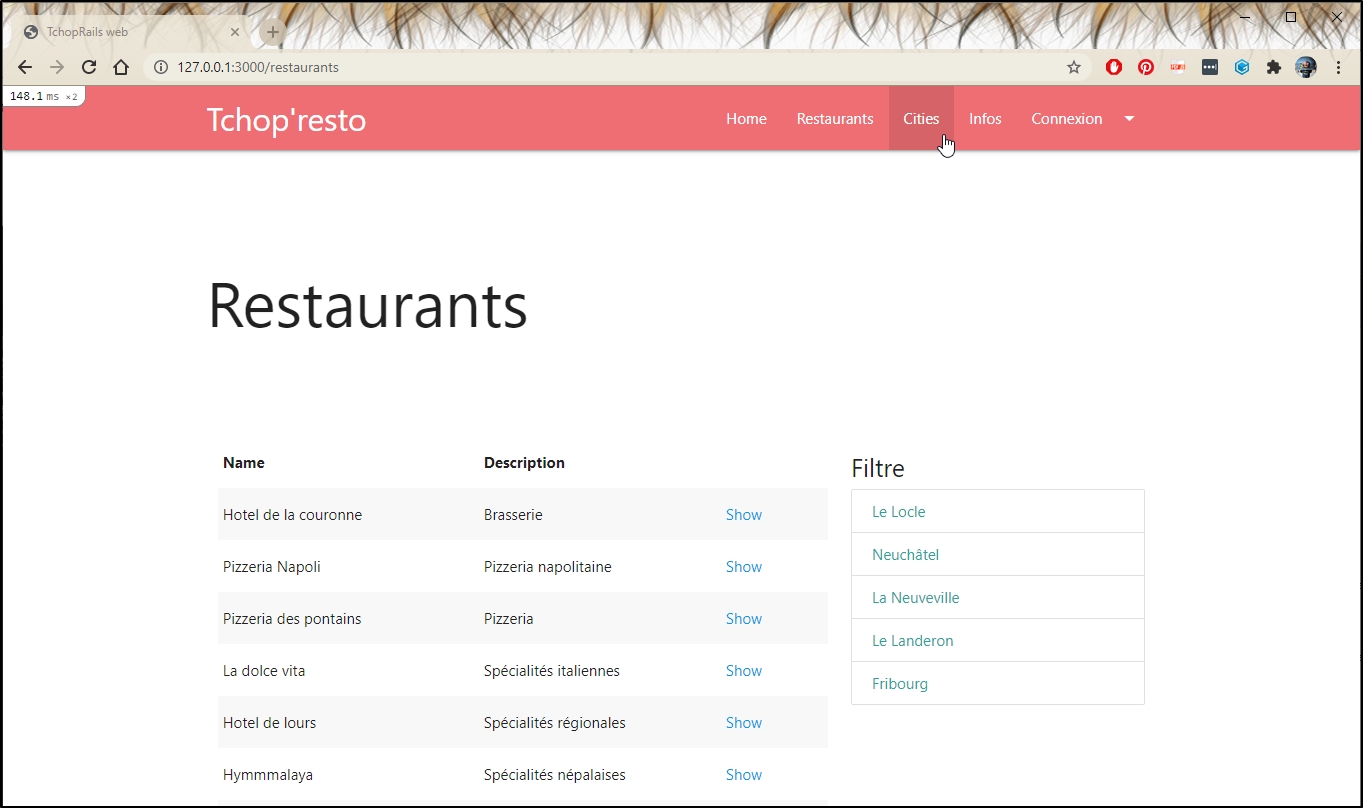 TchopRails web
127.0.0.1:3000/restaurants
148.1 ms ×2
Tchop'resto Home Restaurants Cities Infos Connexion
Restaurants
Name Description
Hotel de la couronne Brasserie Show
Pizzeria Napoli Pizzeria napolitaine Show
Pizzeria des pontains Pizzeria Show
La dolce vita Spécialités italiennes Show
Hotel de lours Spécialités régionales Show
Hymmmalaya Spécialités népalaises Show
Filtre
Le Locle
Neuchâtel
La Neuveville
Le Landeron
Fribourg